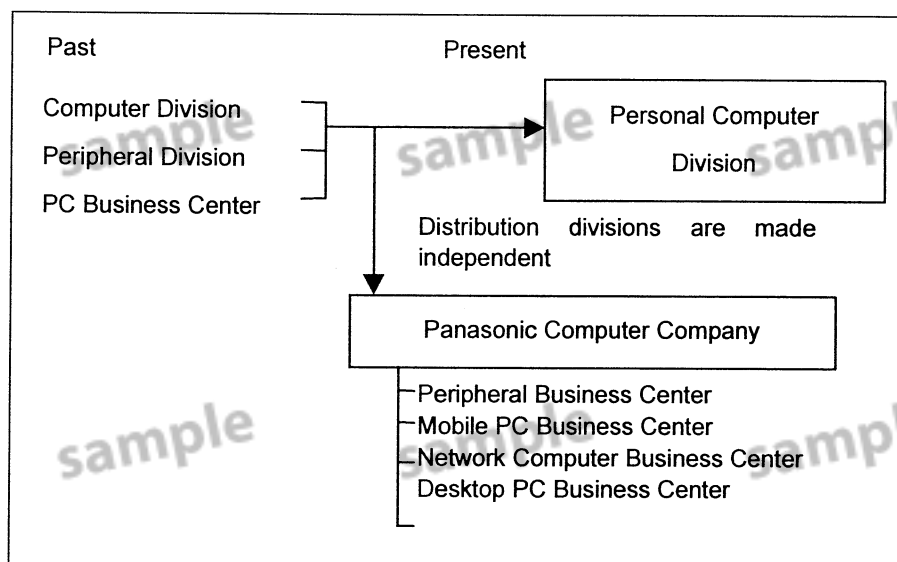 Past
Present
Computer Division
Peripheral Division
PC Business Center
Personal Computer
Division
Distribution divisions are made
independent
Panasonic Computer Company
Peripheral Business Center
Mobile PC Business Center
Network Computer Business Center
Desktop PC Business Center
sample
sample
sample
sample
sample
sample